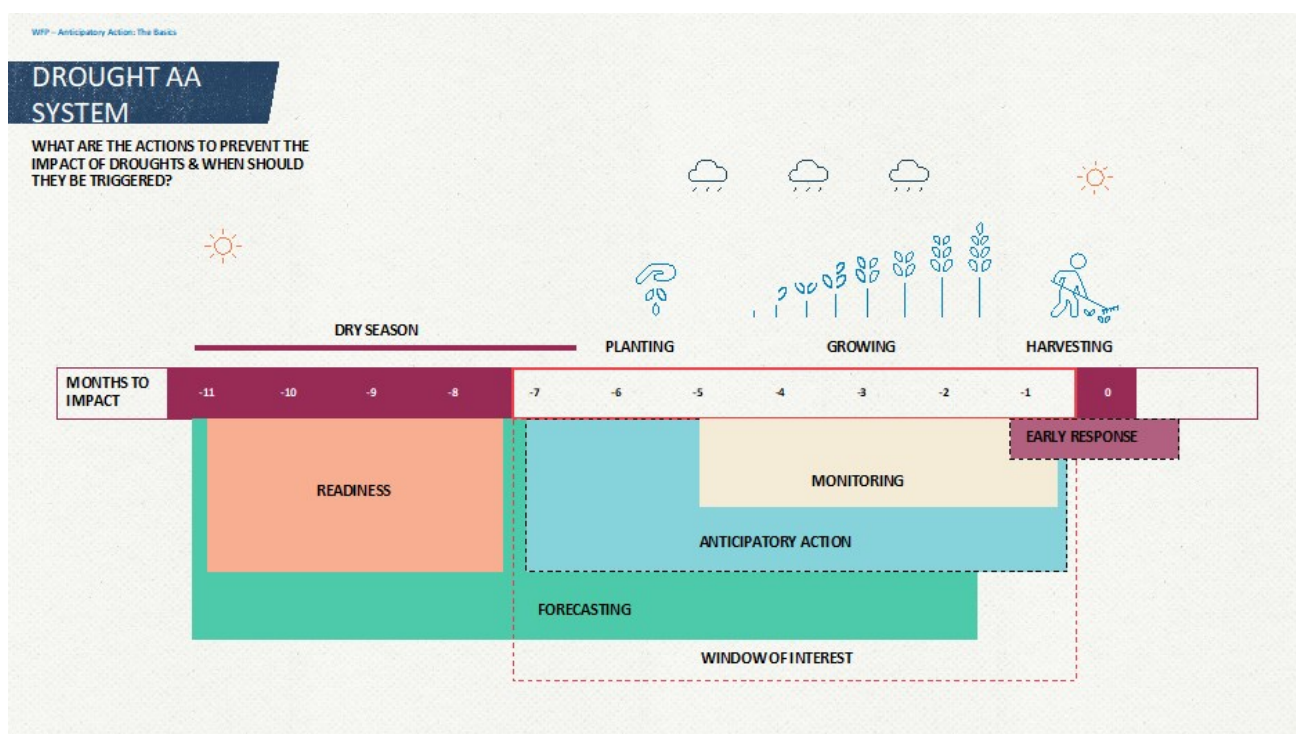 WFP – Anticipatory Action: The Basics
DROUGHT AA
SYSTEM
WHAT ARE THE ACTIONS TO PREVENT THE
IMPACT OF DROUGHTS & WHEN SHOULD
THEY BE TRIGGERED?
DRY SEASON
PLANTING
GROWING
HARVESTING
MONTHS TO
IMPACT
-11 -10 -9 -8 -7 -6 -5 -4 -3 -2 -1 0
EARLY RESPONSE
READINESS
MONITORING
ANTICIPATORY ACTION
FORECASTING
WINDOW OF INTEREST